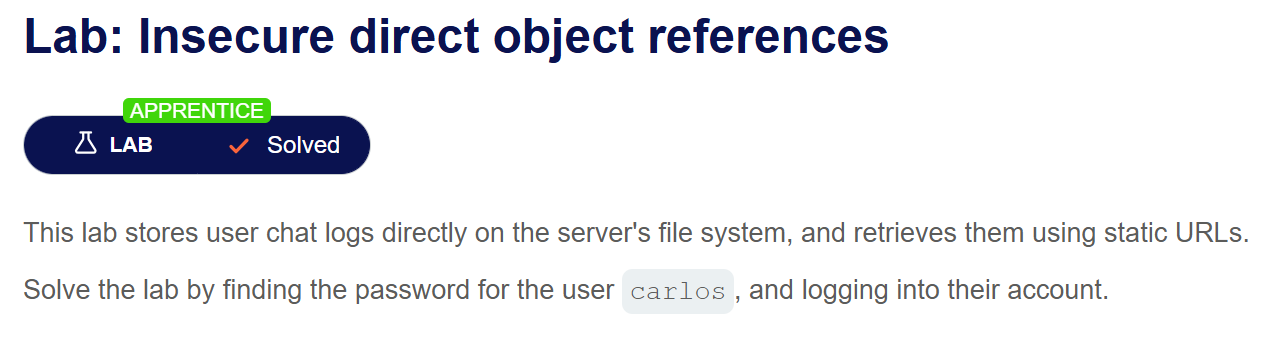 Lab: Insecure direct object references
APPRENTICE
LAB Solved
This lab stores user chat logs directly on the server's file system, and retrieves them using static URLs.
Solve the lab by finding the password for the user carlos, and logging into their account.